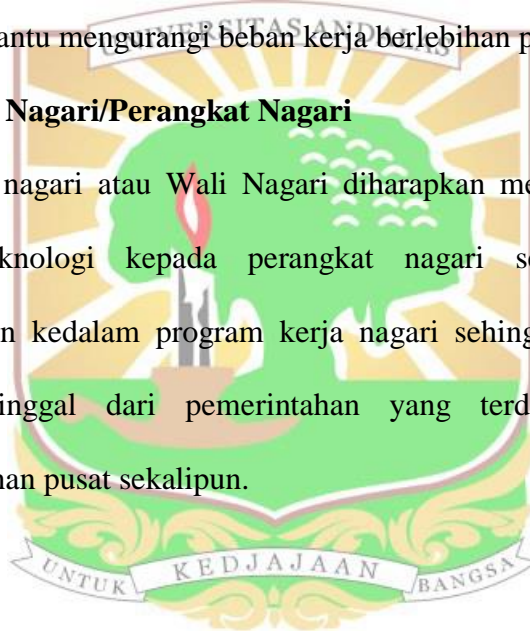 UNIVERSITAS ANDALAS
antu mengurangi beban kerja berlebihan p
Nagari/Perangkat Nagari
nagari atau Wali Nagari diharapkan me
knologi kepada perangkat nagari s
n kedalam program kerja nagari sehing
inggal dari pemerintahan yang terd
han pusat sekalipun.
UNTUK KEDJAJAAN BANGSA